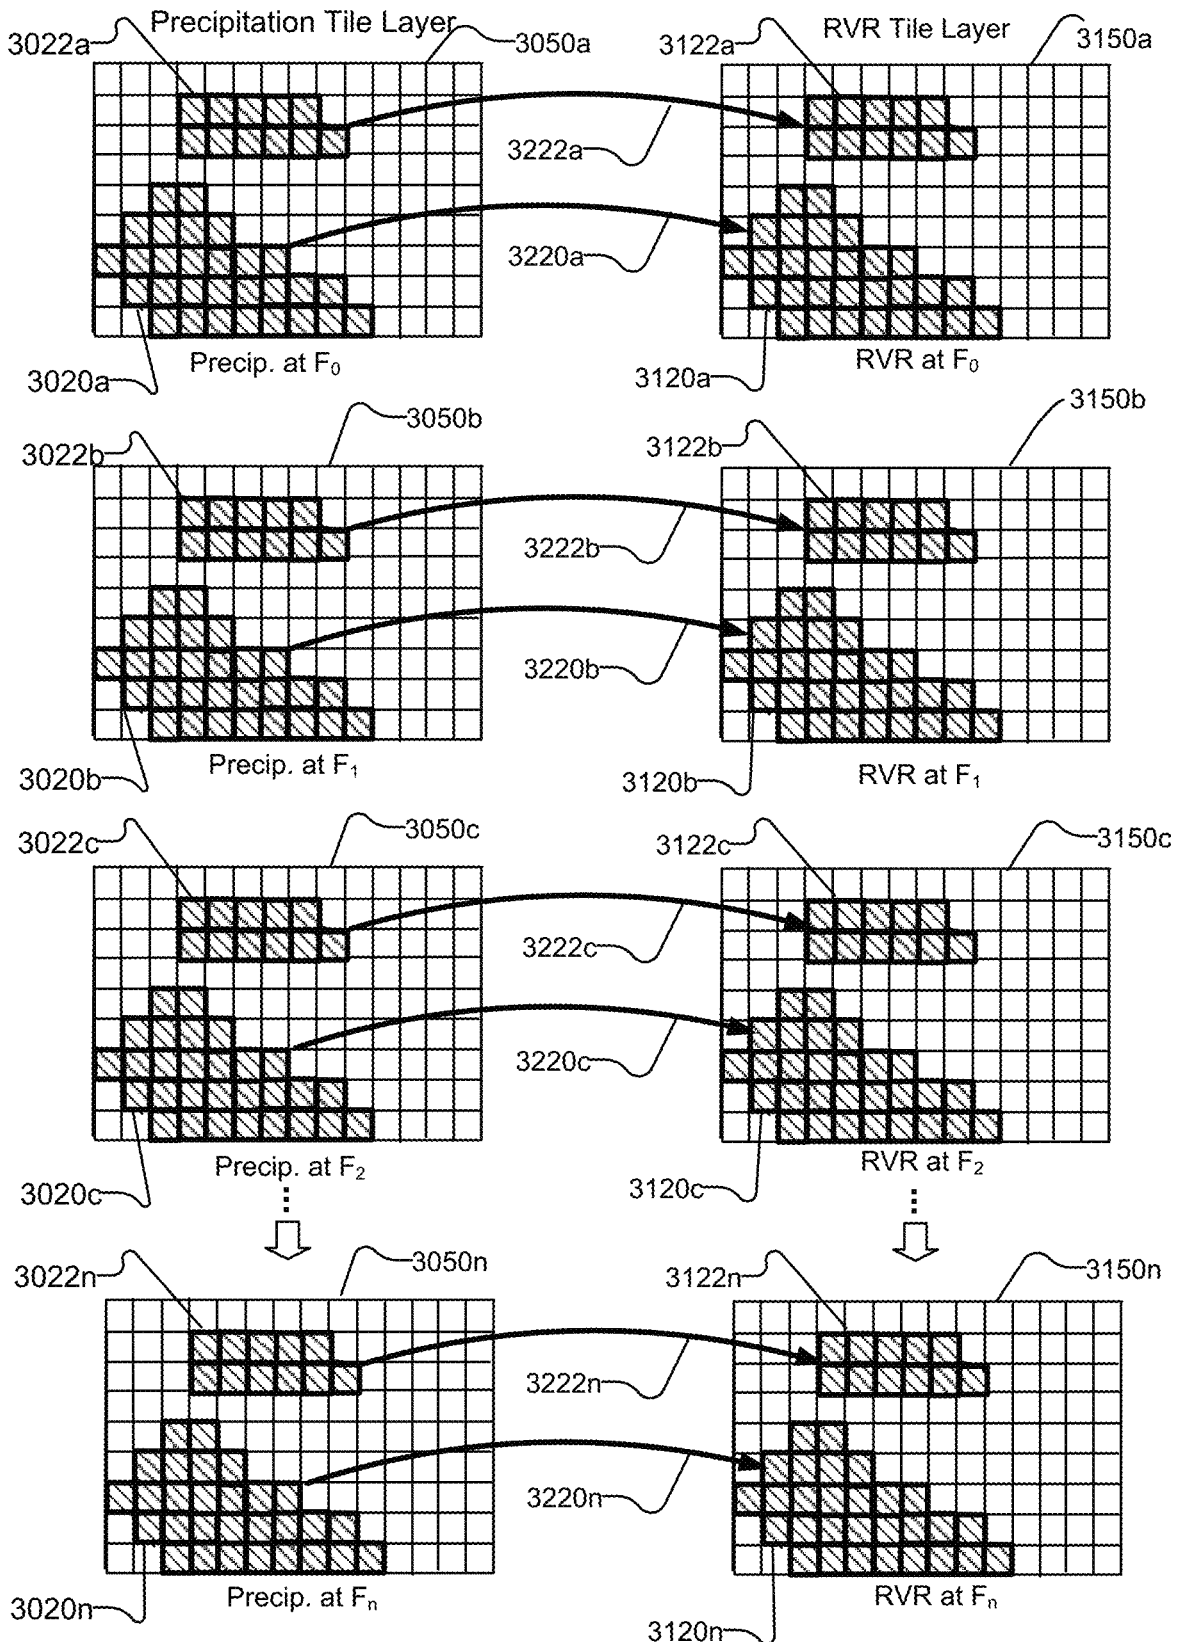 Precipitation Tile Layer
RVR Tile Layer
3022a
3050a
3122a
3150a
3222a
3220a
Precip. at F₀
RVR at F₀
3020a
3120a
3050b
3150b
3022b
3122b
3222b
3220b
Precip. at F₁
RVR at F₁
3020b
3120b
3022c
3050c
3122c
3150c
3222c
3220c
Precip. at F₂
RVR at F₂
3020c
3120c
3022n
3050n
3122n
3150n
3222n
3220n
Precip. at Fₙ
RVR at Fₙ
3020n
3120n